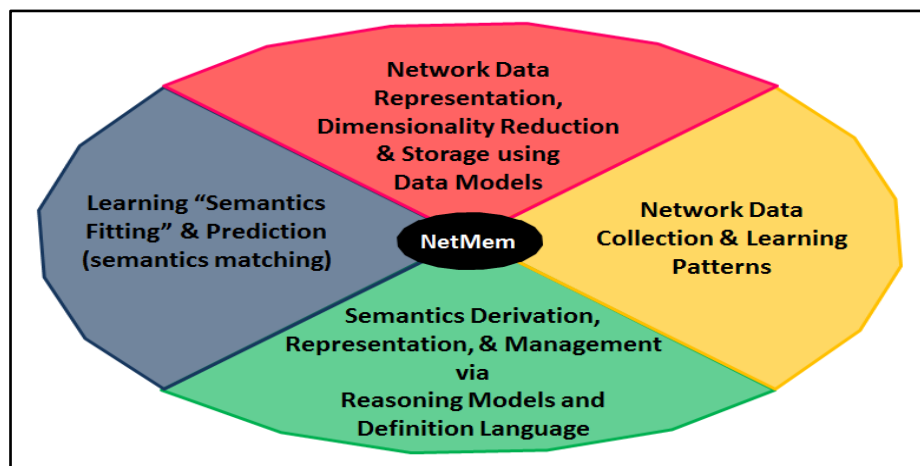 Network Data
Representation,
Dimensionality Reduction
& Storage using
Data Models
Learning “Semantics
Fitting” & Prediction
(semantics matching)
NetMem
Network Data
Collection & Learning
Patterns
Semantics Derivation,
Representation, & Management
via
Reasoning Models and
Definition Language